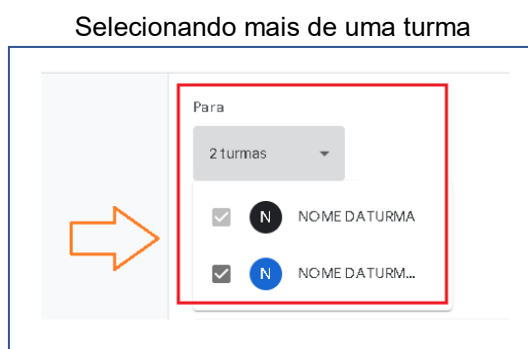 Selecionando mais de uma turma
Para
2 turmas
N NOME DATURMA
N NOME DATURM...